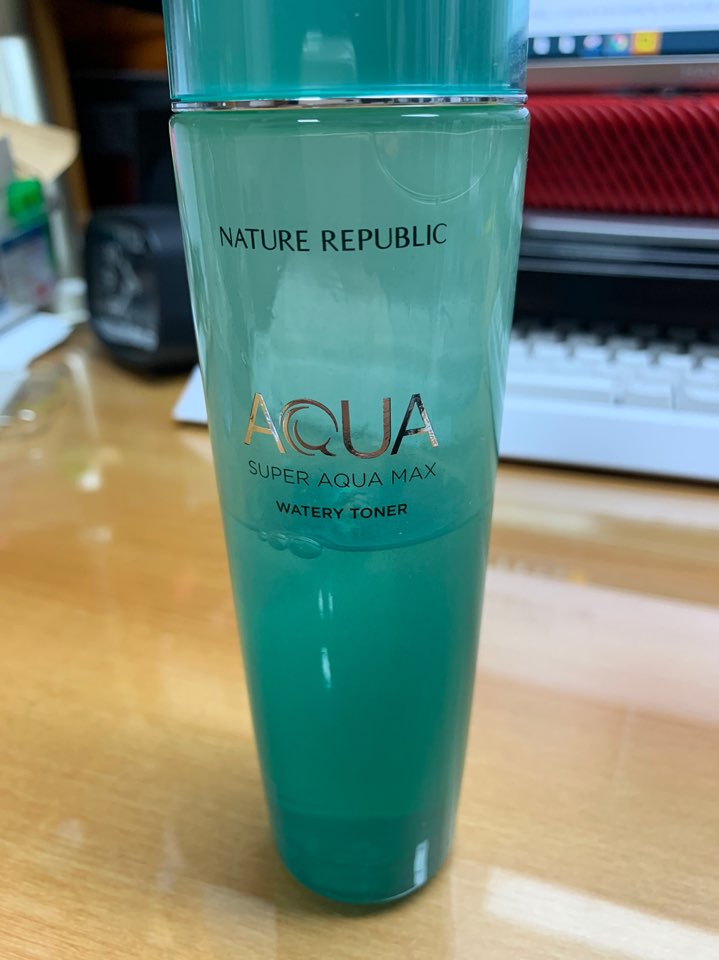 NATURE REPUBLIC
AQUA
SUPER AQUA MAX
WATERY TONER